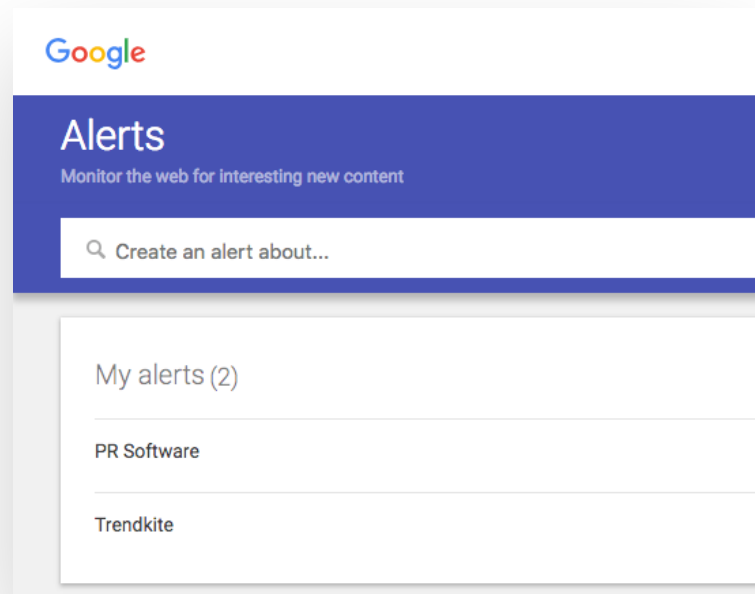 Google
Alerts
Monitor the web for interesting new content
Create an alert about...
My alerts (2)
PR Software
Trendkite